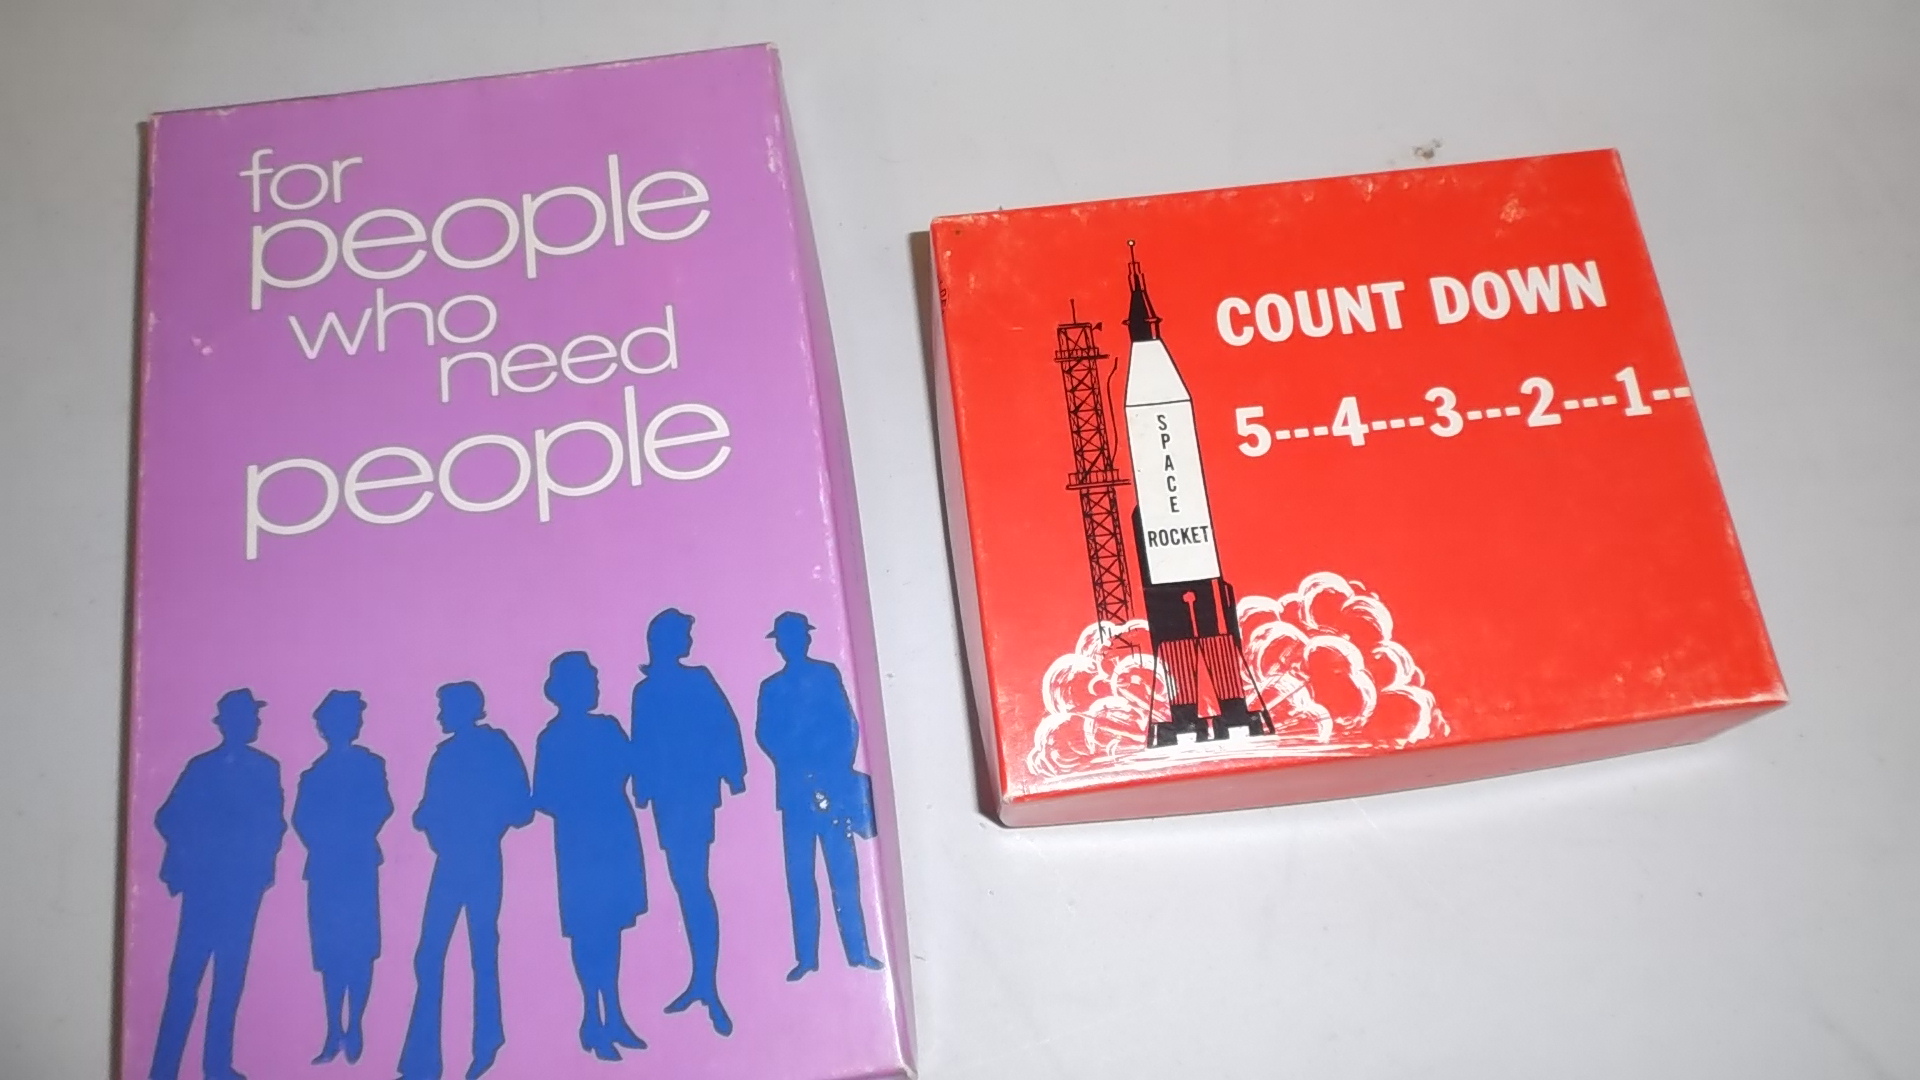 for
people
who
need
people
COUNT DOWN
5---4---3---2---1--
SPACE
ROCKET